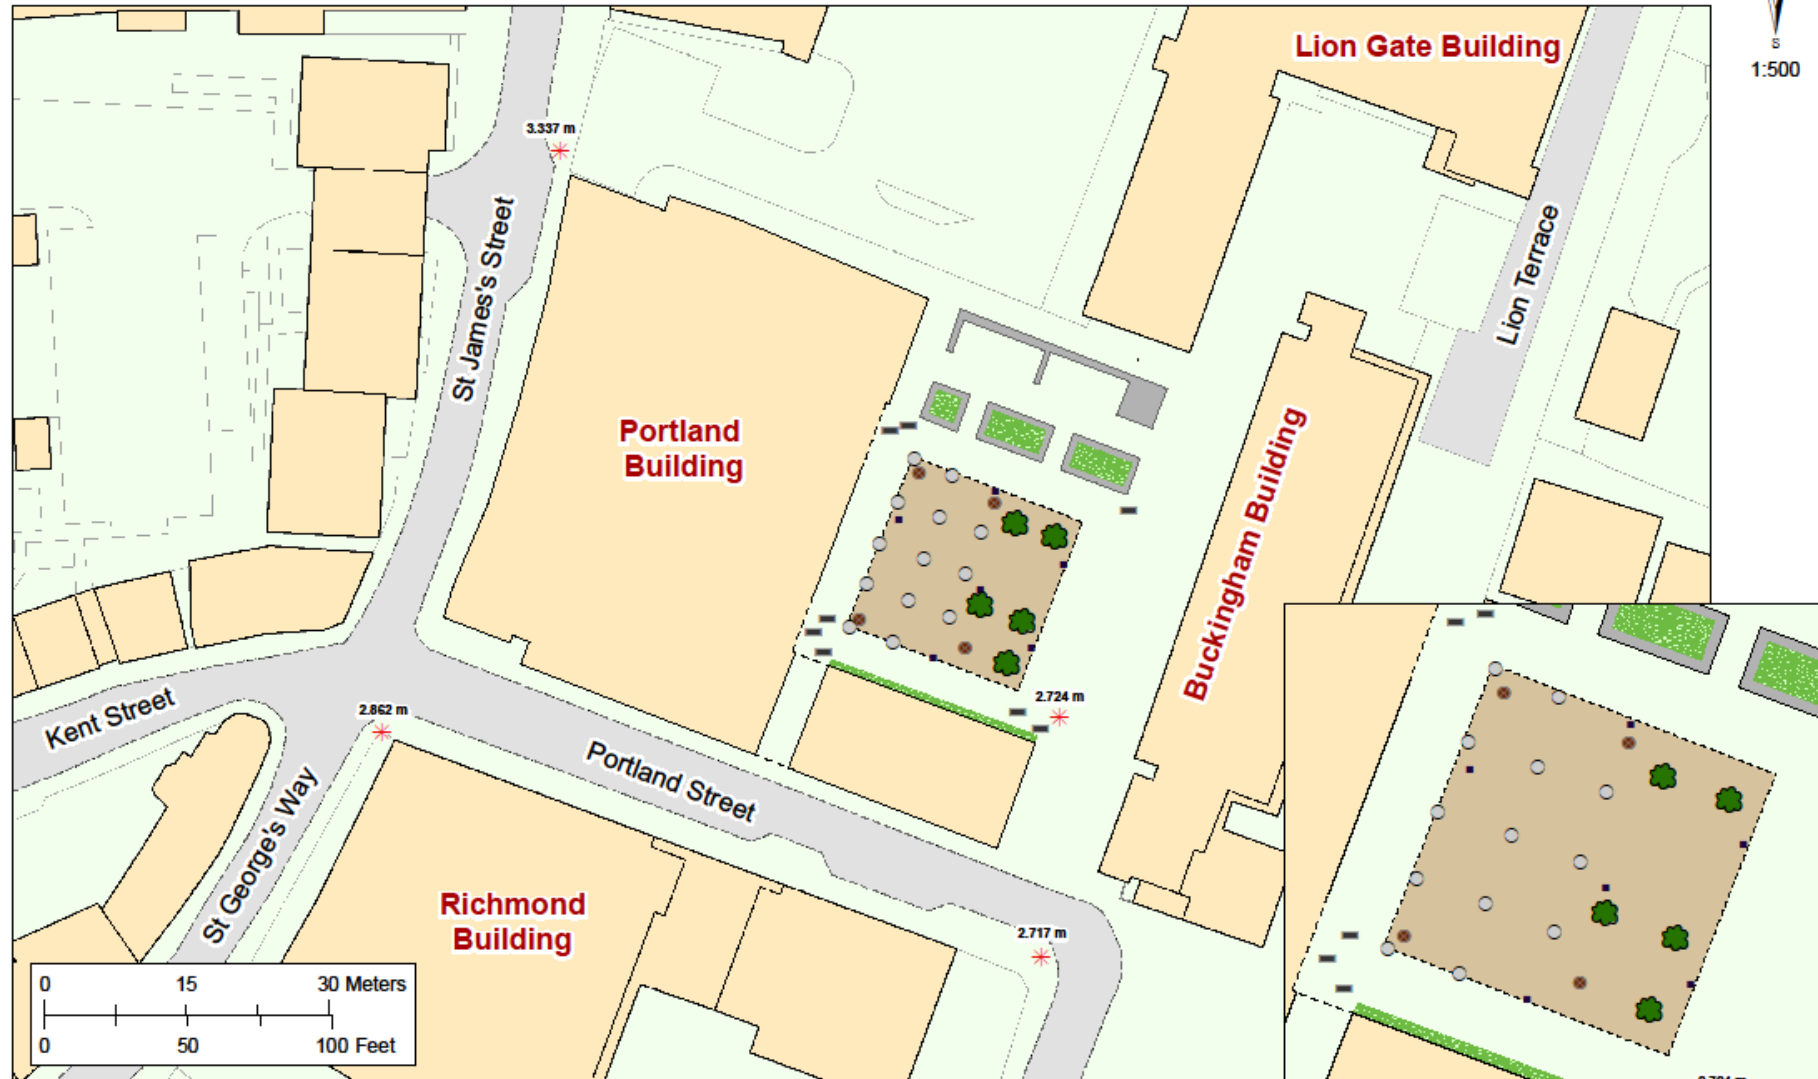 S
1:500
Lion Gate Building
3.337 m
St James's Street
Lion Terrace
Portland
Building
Buckingham Building
Kent Street
2.862 m
2.724 m
Portland Street
St George's Way
Richmond
Building
2.717 m
0 15 30 Meters
0 50 100 Feet